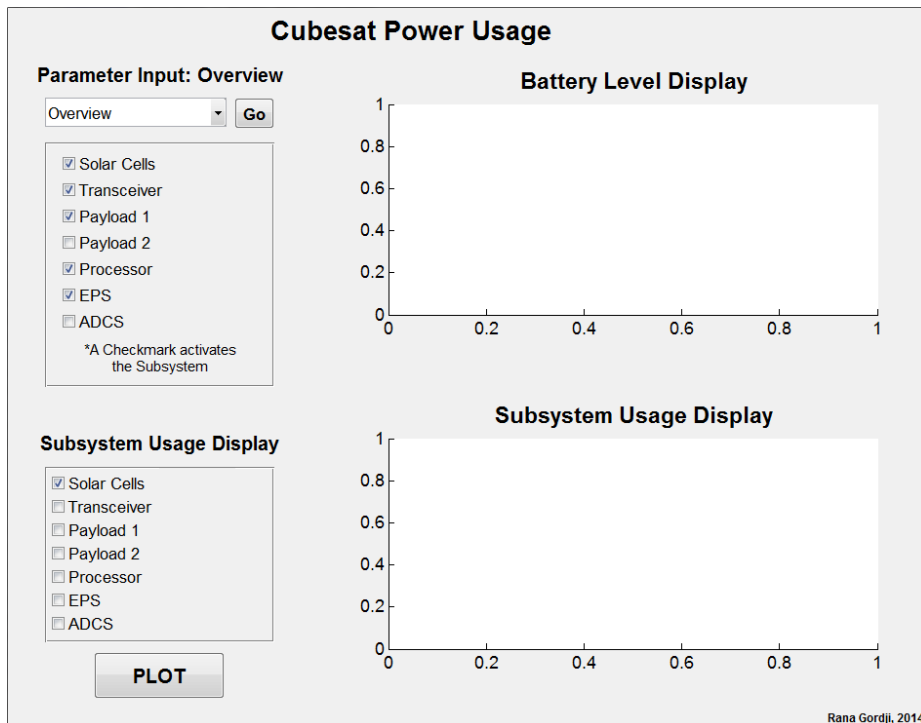 Cubesat Power Usage
Parameter Input: Overview
Overview
Go
Solar Cells
Transceiver
Payload 1
Payload 2
Processor
EPS
ADCS
*A Checkmark activates
the Subsystem
Subsystem Usage Display
Solar Cells
Transceiver
Payload 1
Payload 2
Processor
EPS
ADCS
PLOT
Battery Level Display
1
0.8
0.6
0.4
0.2
0
0 0.2 0.4 0.6 0.8 1
Subsystem Usage Display
1
0.8
0.6
0.4
0.2
0
0 0.2 0.4 0.6 0.8 1
Rana Gordji, 2014